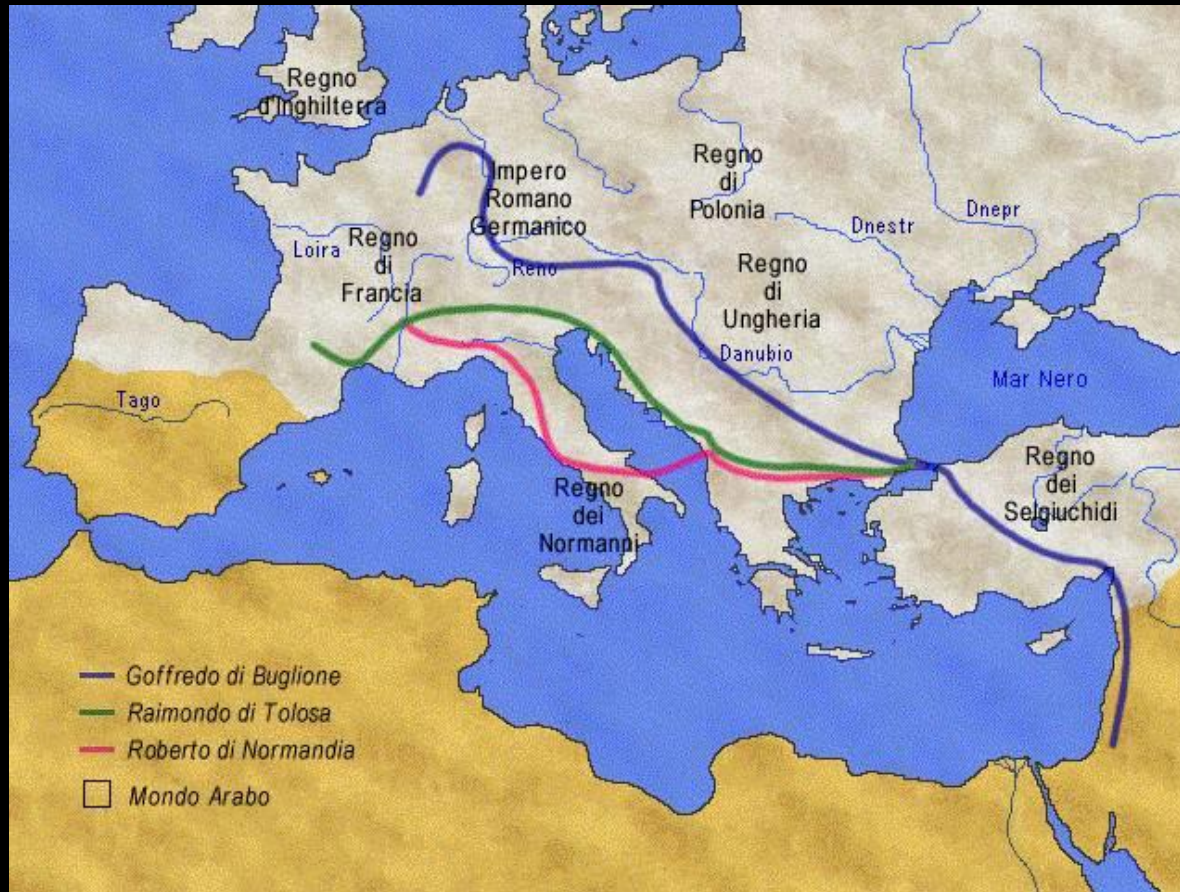 Regno
d'Inghilterra
Impero
Romano
Germanico
Regno
di
Polonia
Dnepr
Dnestr
Loira
Regno
di
Francia
Reno
Regno
di
Ungheria
Danubio
Mar Nero
Tago
Regno
dei
Selgiuchidi
Regno
dei
Normanni
Goffredo di Buglione
Raimondo di Tolosa
Roberto di Normandia
Mondo Arabo